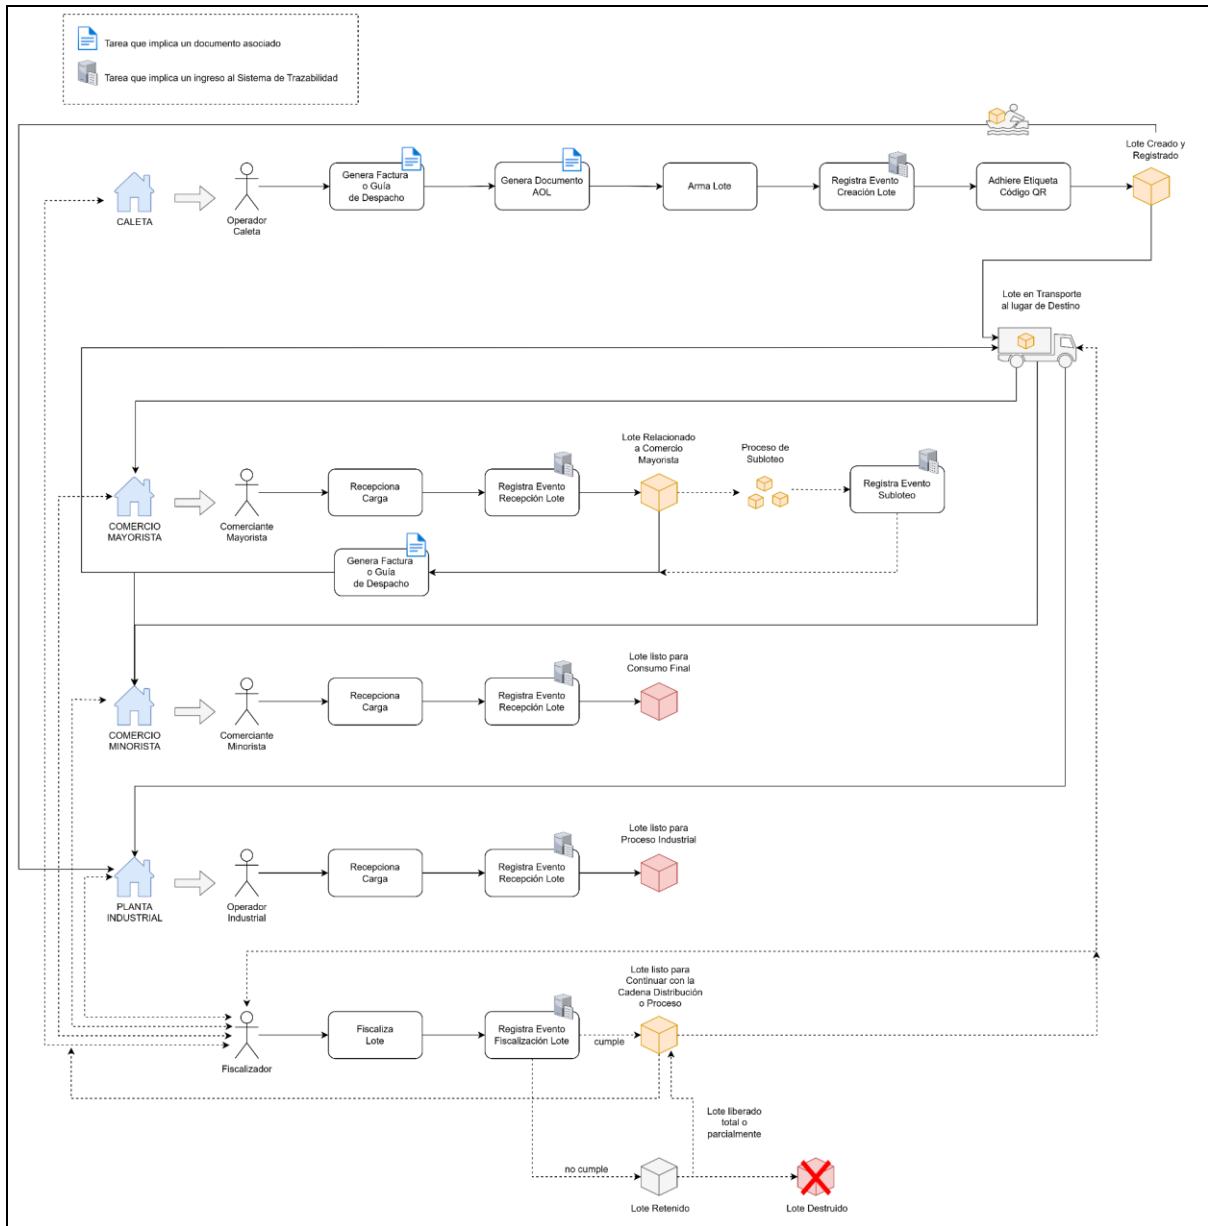 Tarea que implica un documento asociado
Tarea que implica un ingreso al Sistema de Trazabilidad
Lote Creado y
Registrado
CALETA
Operador
Caleta
Genera Factura
o Guía
de Despacho
Genera Documento
AOL
Arma Lote
Registra Evento
Creación Lote
Adhiere Etiqueta
Código QR
Lote en Transporte
al lugar de Destino
COMERCIO
MAYORISTA
Comerciante
Mayorista
Recepciona
Carga
Registra Evento
Recepción Lote
Lote Relacionado
a Comercio
Mayorista
Proceso de
Subloteo
Registra Evento
Subloteo
Genera Factura
o Guía
de Despacho
COMERCIO
MINORISTA
Comerciante
Minorista
Recepciona
Carga
Registra Evento
Recepción Lote
Lote listo para
Consumo Final
PLANTA
INDUSTRIAL
Operador
Industrial
Recepciona
Carga
Registra Evento
Recepción Lote
Lote listo para
Proceso Industrial
Fiscalizador
Fiscaliza
Lote
Registra Evento
Fiscalización Lote
cumple
Lote listo para
Continuar con la
Cadena Distribución
o Proceso
Lote liberado
total o
parcialmente
no cumple
Lote Retenido
Lote Destruido